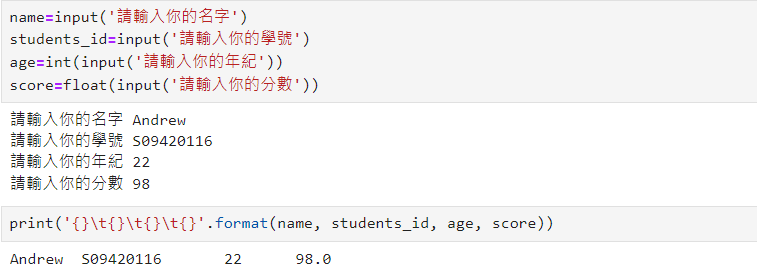 name=input('請輸入你的名字')
students_id=input('請輸入你的學號')
age=int(input('請輸入你的年紀'))
score=float(input('請輸入你的分數'))
請輸入你的名字 Andrew
請輸入你的學號 S09420116
請輸入你的年紀 22
請輸入你的分數 98
print('{}\t{}\t{}\t{}'.format(name, students_id, age, score))
Andrew	S09420116	22	98.0